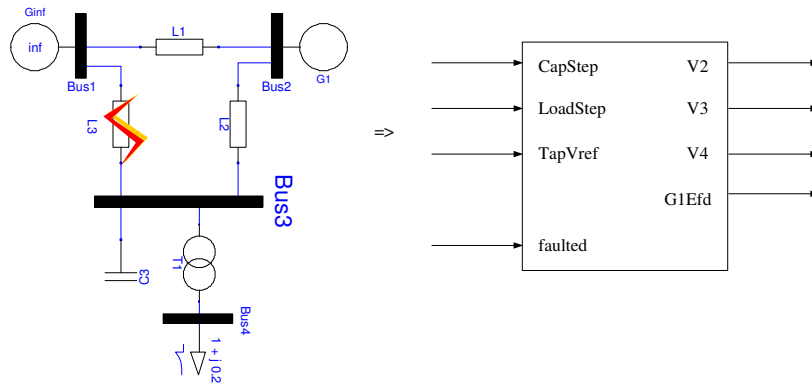 Ginf
inf
Bus1
L1
Bus2
G1
L3
L2
Bus3
C3
T1
Bus4
1 + j 0.2
=>
CapStep
LoadStep
TapVref
faulted
V2
V3
V4
G1Efd